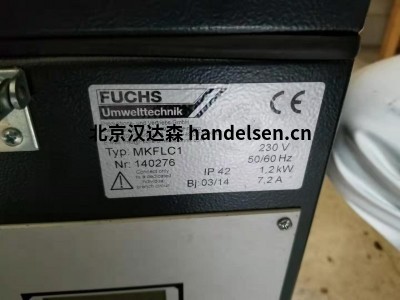 FUCHS
Umwelttechnik
北京汉达森 handelsen.cn
Typ: MKFLC1 230 V
Nr: 140276 50/60 Hz
IP 42 1,2 kW
Bj: 03/14 7,2 A
CE